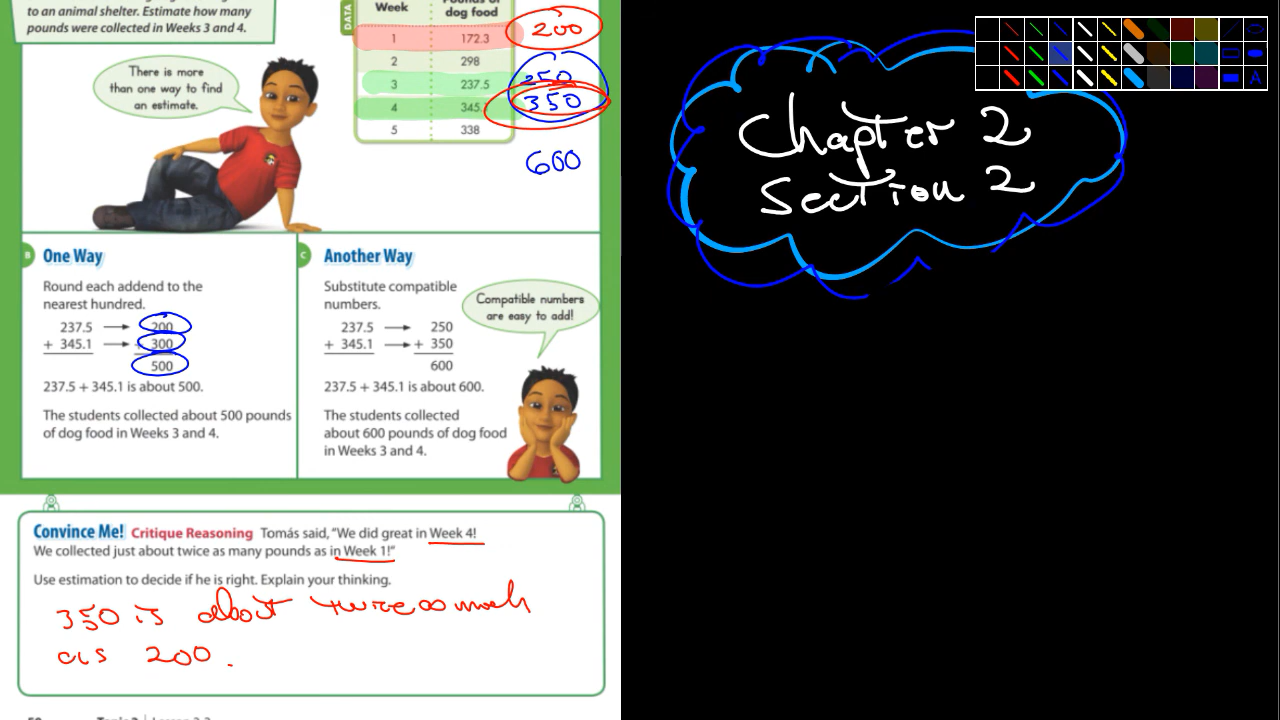 to an animal shelter. Estimate how many
pounds were collected in Weeks 3 and 4.
There is more
than one way to find
an estimate.
DATA
Week
Pounds of
dog food
1 172.3
2 298
3 237.5
4 345.
5 338
200
250
350
600
Chapter 2
Section 2
B One Way
Round each addend to the
nearest hundred.
237.5 → 200
+ 345.1 → + 300
500
237.5 + 345.1 is about 500.
The students collected about 500 pounds
of dog food in Weeks 3 and 4.
C Another Way
Substitute compatible
numbers.
237.5 → 250
+ 345.1 → + 350
600
237.5 + 345.1 is about 600.
The students collected
about 600 pounds of dog food
in Weeks 3 and 4.
Compatible numbers
are easy to add!
Convince Me! Critique Reasoning Tomás said, “We did great in Week 4!
We collected just about twice as many pounds as in Week 1!”
Use estimation to decide if he is right. Explain your thinking.
350 is about twice as much
as 200.
A